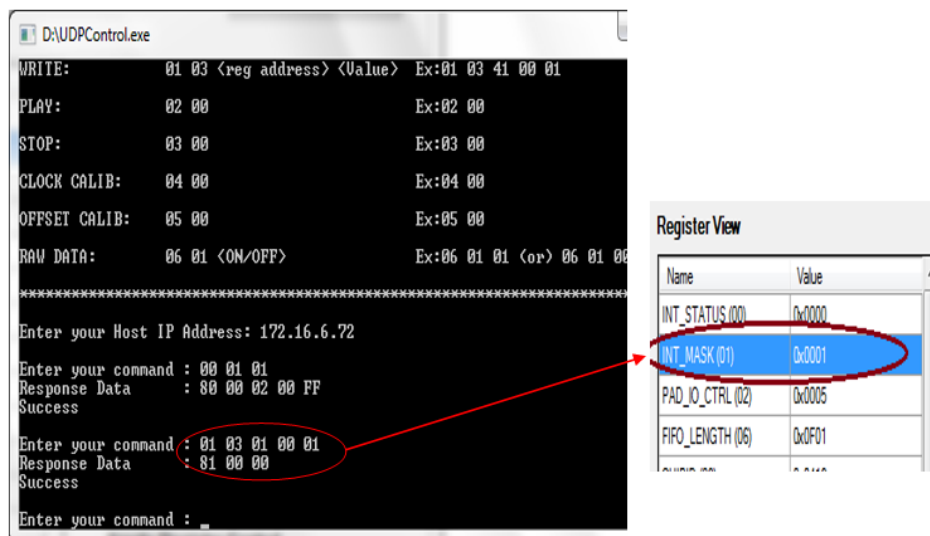 D:\UDPControl.exe
WRITE: 01 03 <reg address> <Value> Ex:01 03 41 00 01
PLAY: 02 00 Ex:02 00
STOP: 03 00 Ex:03 00
CLOCK CALIB: 04 00 Ex:04 00
OFFSET CALIB: 05 00 Ex:05 00
RAW DATA: 06 01 <ON/OFF> Ex:06 01 01 (or) 06 01 00
*****************************************************************
Enter your Host IP Address: 172.16.6.72
Enter your command : 00 01 01
Response Data : 80 00 02 00 FF
Success
Enter your command : 01 03 01 00 01
Response Data : 81 00 00
Success
Enter your command : _
Register View
Name Value
INT_STATUS (00) 0x0000
INT_MASK (01) 0x0001
PAD_IO_CTRL (02) 0x0005
FIFO_LENGTH (06) 0x0F01